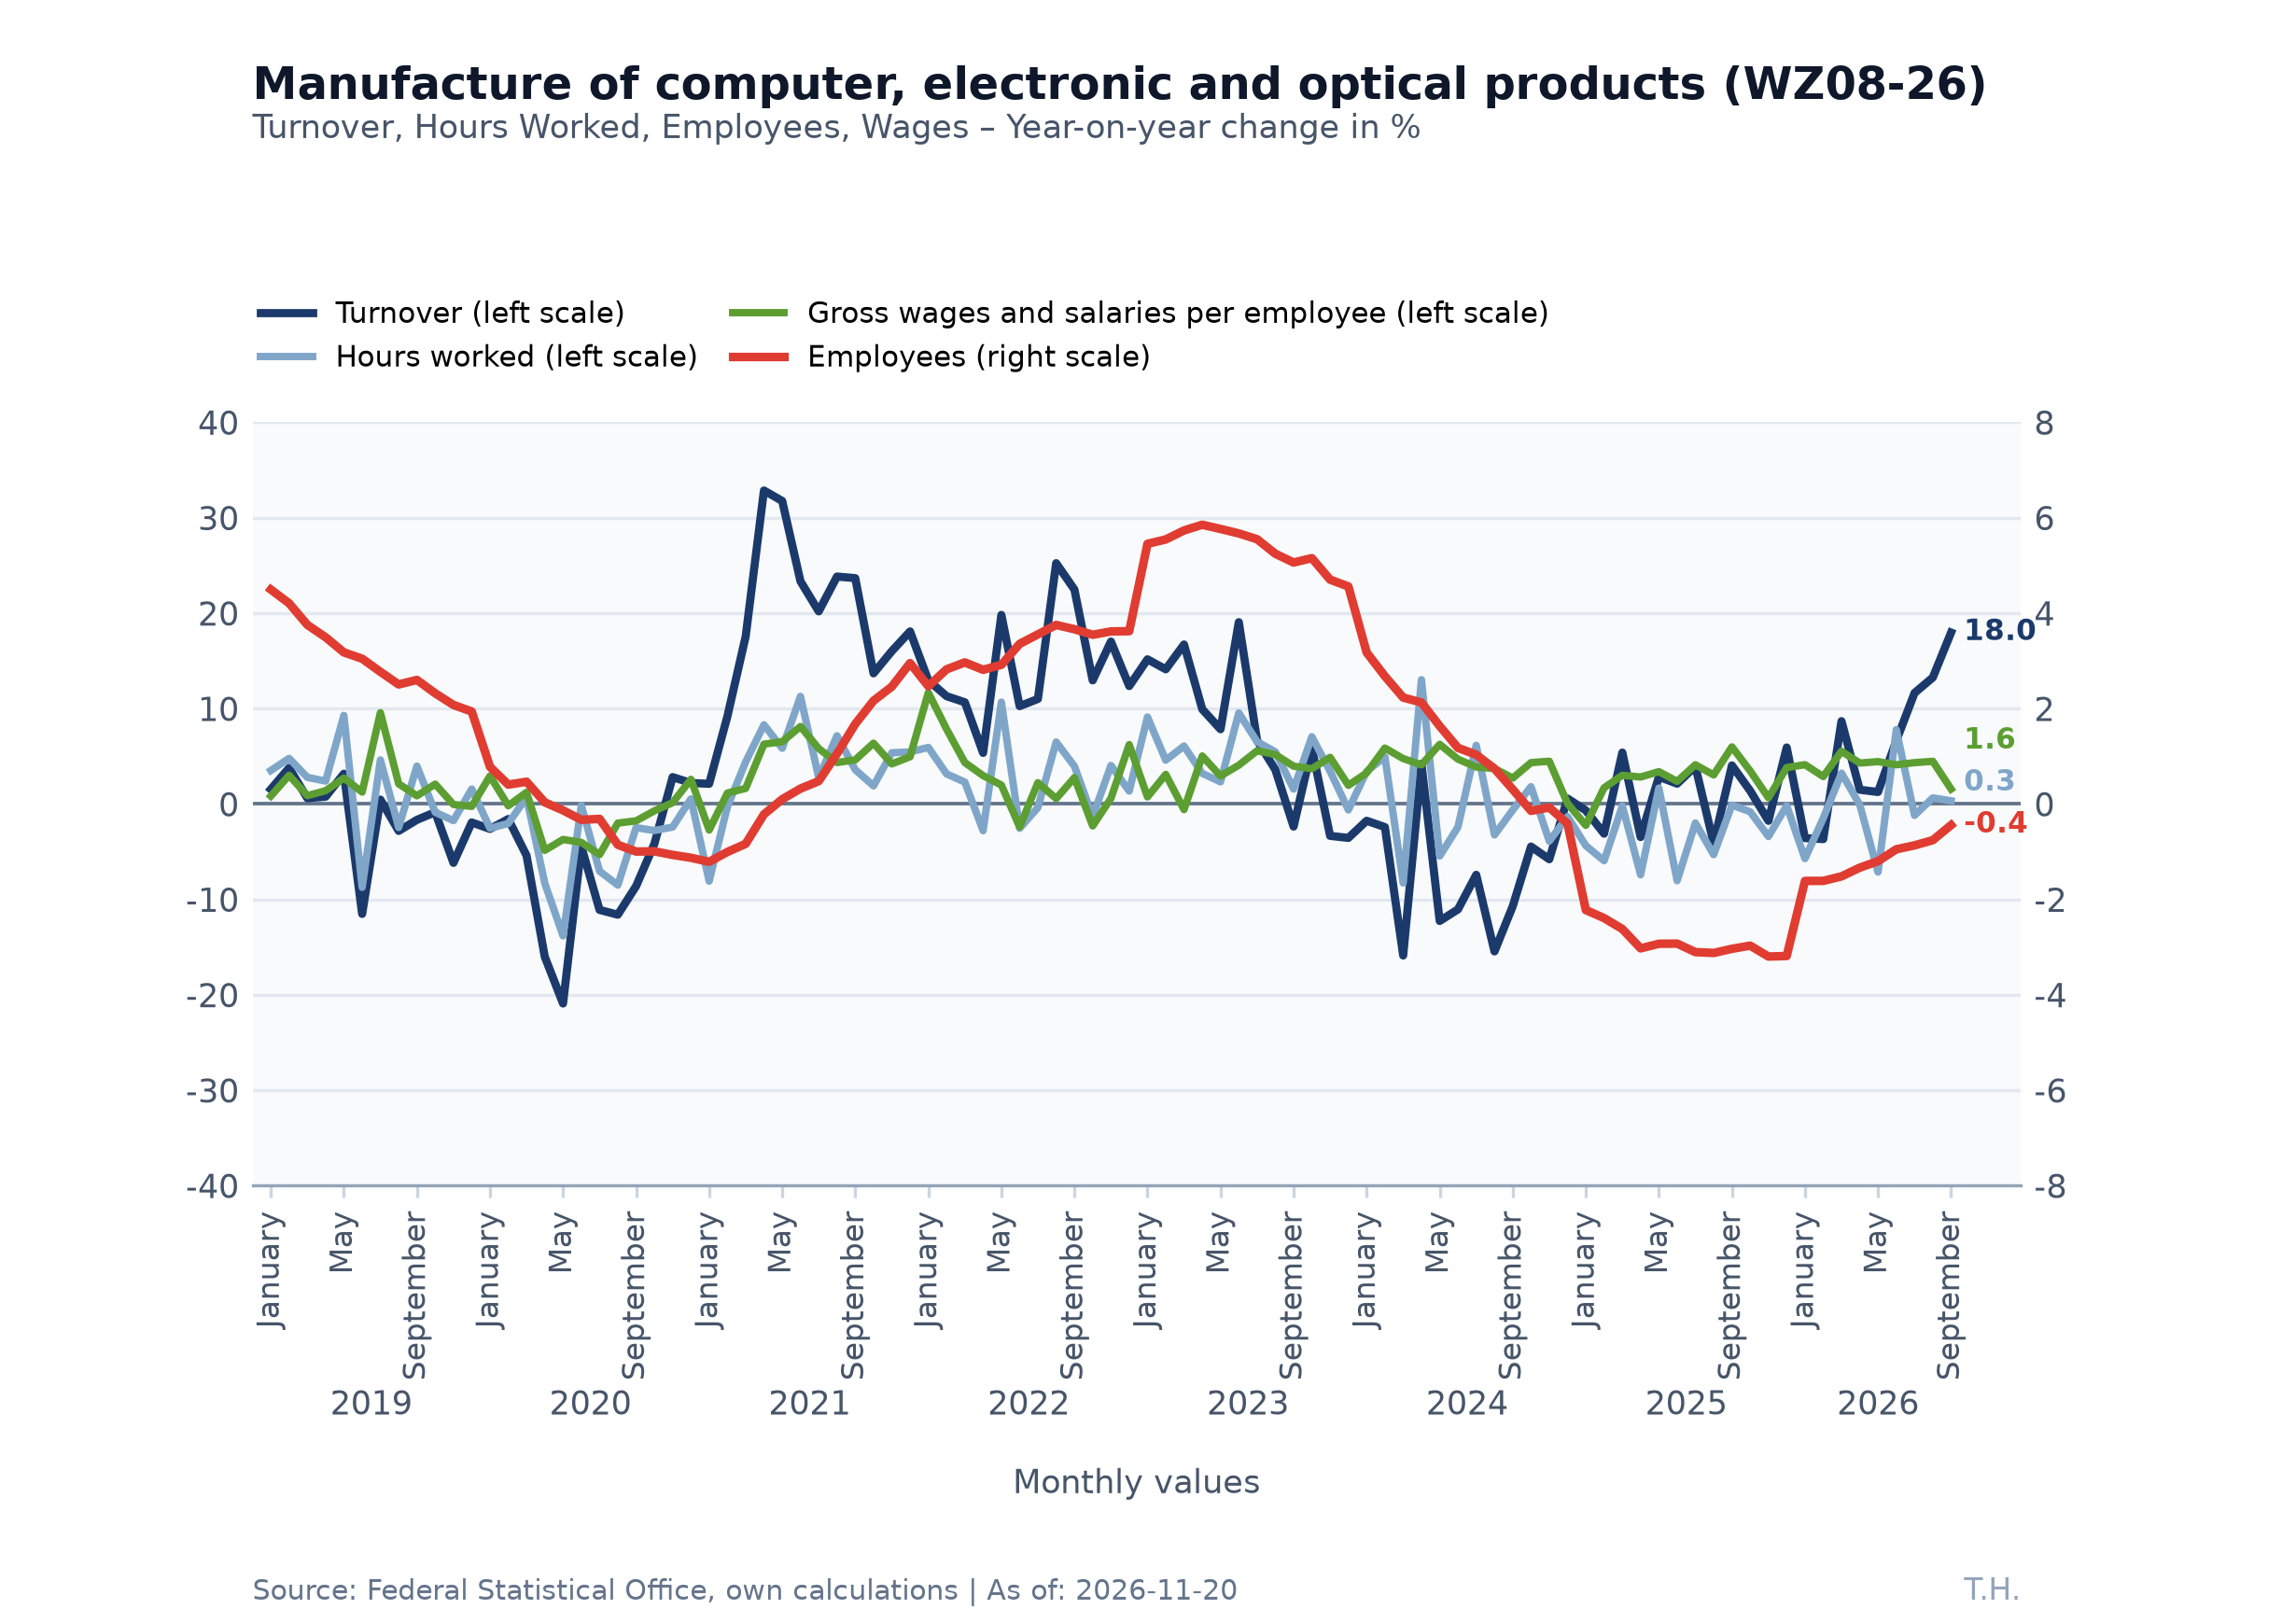 Manufacture of computer, electronic and optical products (WZ08-26)
Turnover, Hours Worked, Employees, Wages – Year-on-year change in %
Turnover (left scale)
Hours worked (left scale)
Gross wages and salaries per employee (left scale)
Employees (right scale)
40
30
20
10
0
-10
-20
-30
-40
8
6
4
2
0
-2
-4
-6
-8
18.0
1.6
0.3
-0.4
January
May
September
January
May
September
January
May
September
January
May
September
January
May
September
January
May
September
January
May
September
January
May
September
2019
2020
2021
2022
2023
2024
2025
2026
Monthly values
Source: Federal Statistical Office, own calculations | As of: 2026-11-20
T.H.